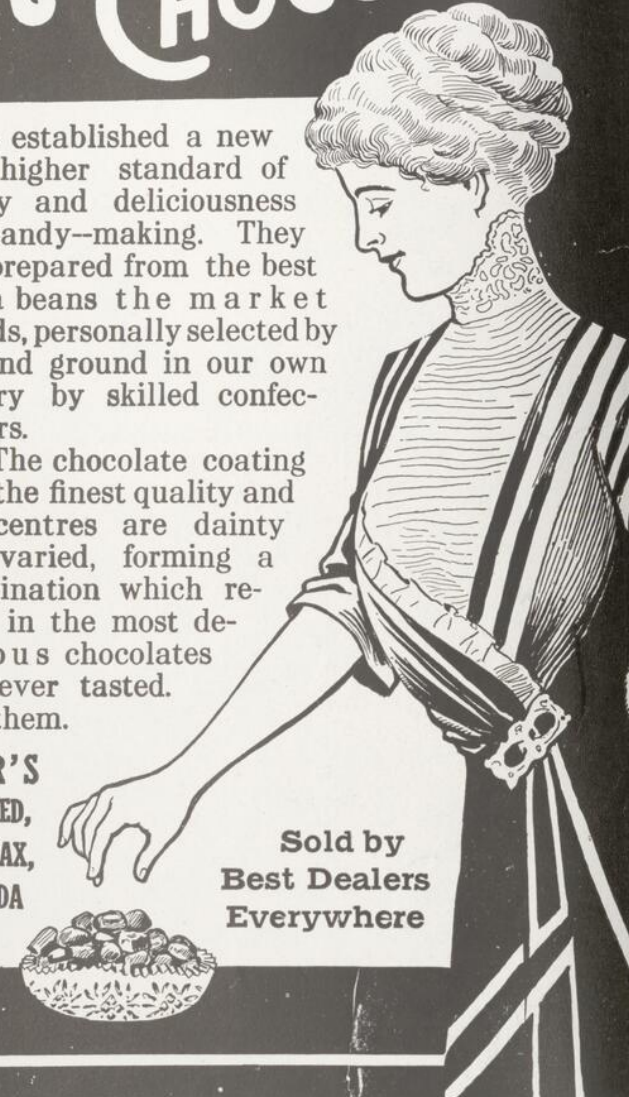 established a new
higher standard of
and deliciousness
andy--making. They
prepared from the best
beans the market
ds, personally selected by
nd ground in our own
ry by skilled confec-
rs.
The chocolate coating
the finest quality and
centres are dainty
varied, forming a
ination which re-
in the most de-
ous chocolates
ever tasted.
them.
R'S
ED,
AX,
DA
Sold by
Best Dealers
Everywhere